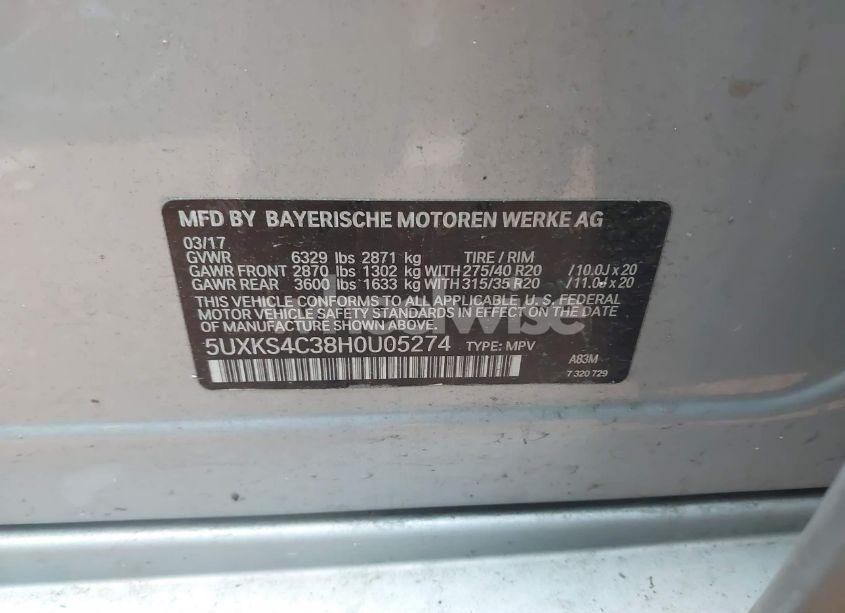 MFD BY BAYERISCHE MOTOREN WERKE AG
03/17
GVWR 6329 lbs 2871 kg TIRE / RIM
GAWR FRONT 2870 lbs 1302 kg WITH 275/40 R20 /10.0J x 20
GAWR REAR 3600 lbs 1633 kg WITH 315/35 R20 /11.0J x 20
THIS VEHICLE CONFORMS TO ALL APPLICABLE U.S. FEDERAL
MOTOR VEHICLE SAFETY STANDARDS IN EFFECT ON THE DATE
OF MANUFACTURE SHOWN ABOVE.
5UXKS4C38H0U05274 TYPE: MPV
A83M
7 320 729